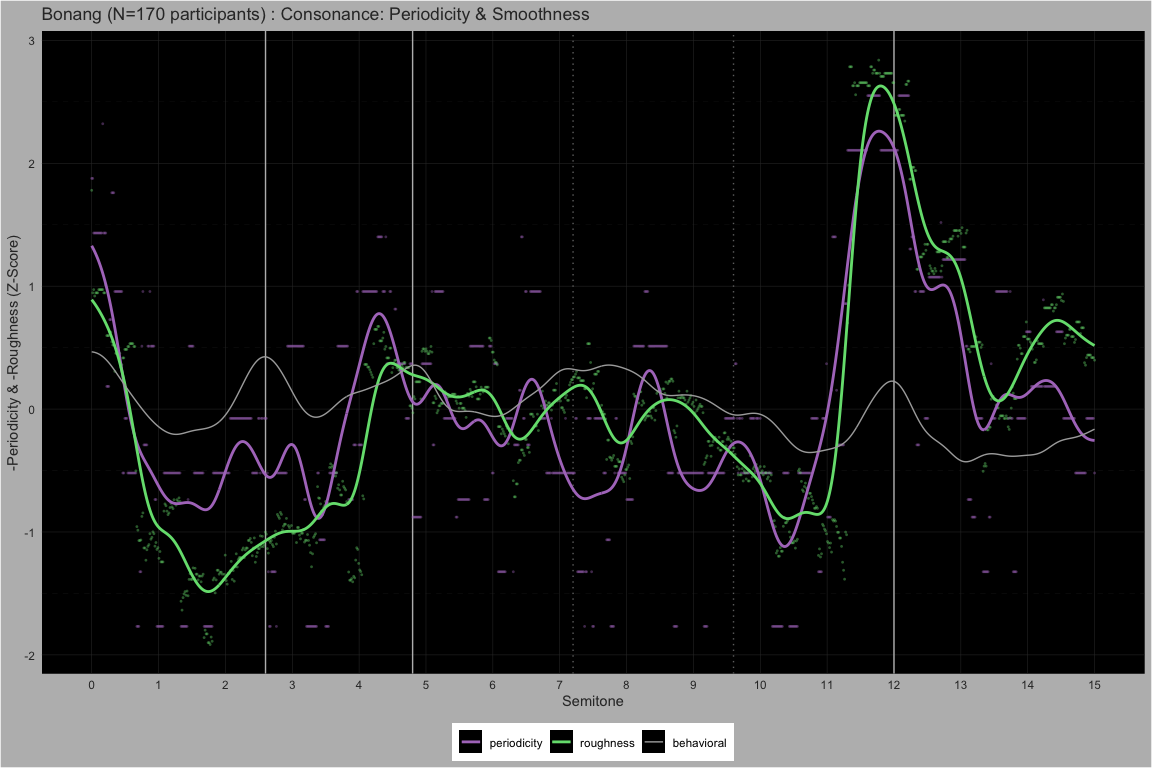 Bonang (N=170 participants) : Consonance: Periodicity & Smoothness
3
2
1
0
-1
-2
-Periodicity & -Roughness (Z-Score)
0 1 2 3 4 5 6 7 8 9 10 11 12 13 14 15
Semitone
periodicity roughness behavioral